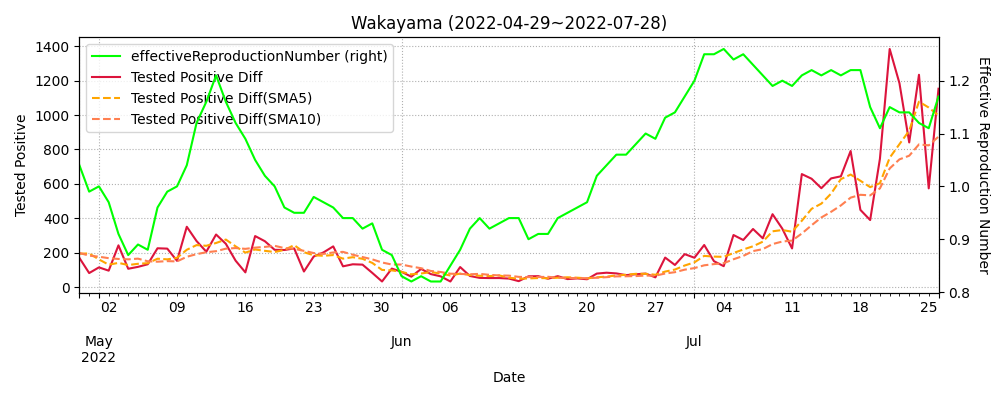 Wakayama (2022-04-29~2022-07-28)
effectiveReproductionNumber (right)
Tested Positive Diff
Tested Positive Diff(SMA5)
Tested Positive Diff(SMA10)
Tested Positive
1400
1200
1000
800
600
400
200
0
Effective Reproduction Number
1.2
1.1
1.0
0.9
0.8
02 09 16 23 30 06 13 20 27 04 11 18 25
May Jun Jul
2022
Date